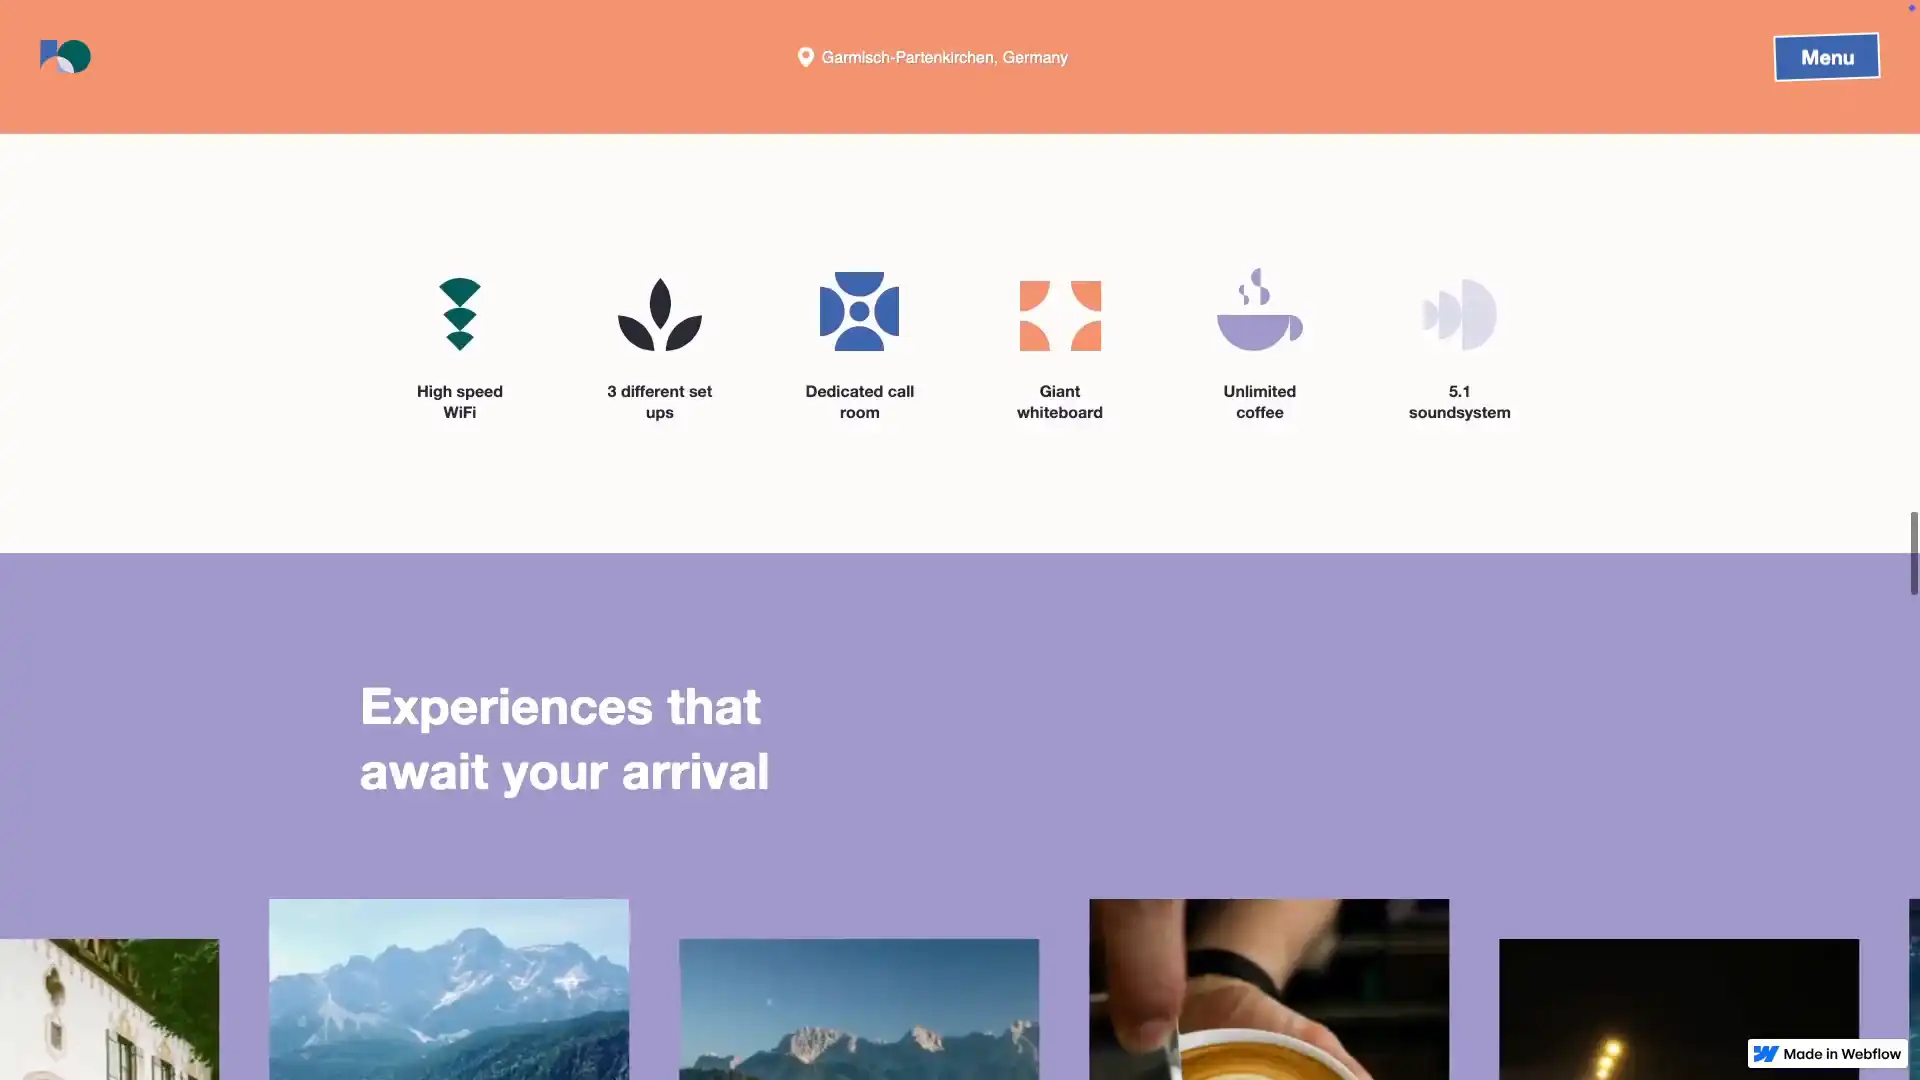 Garmisch-Partenkirchen, Germany
Menu
High speed
WiFi
3 different set
ups
Dedicated call
room
Giant
whiteboard
Unlimited
coffee
5.1
soundsystem
Experiences that
await your arrival
Made in Webflow